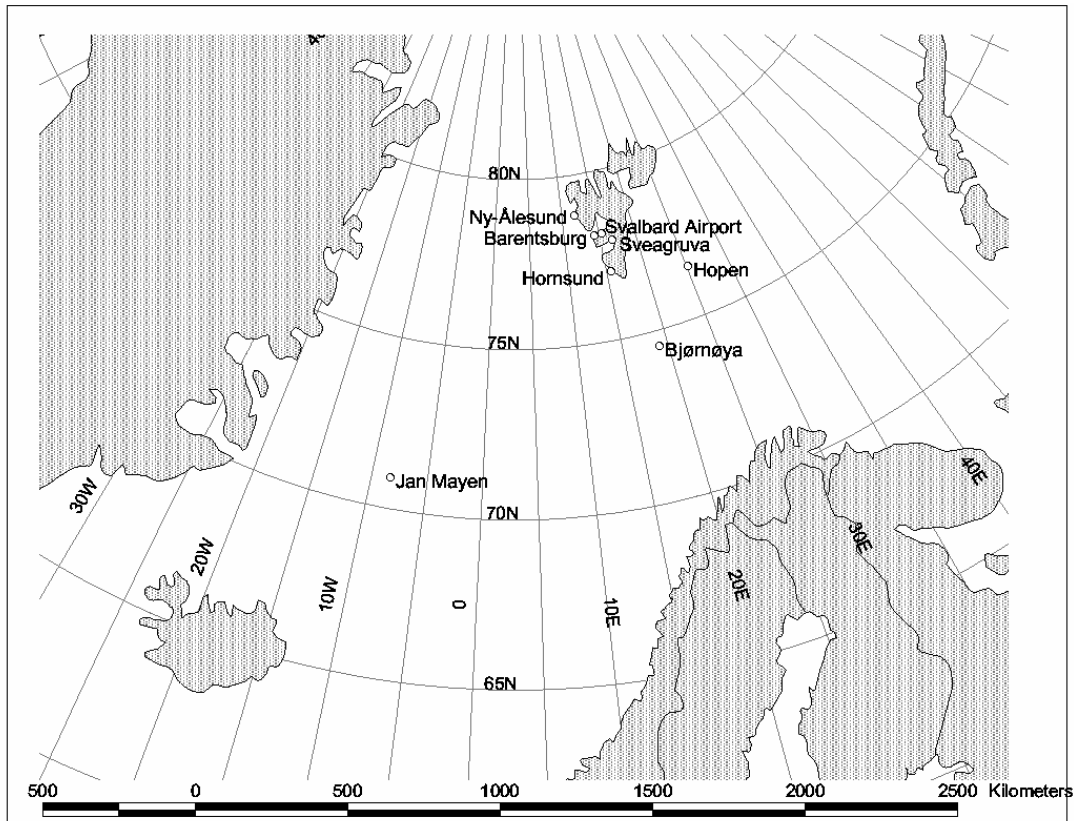 80N
Ny-Ålesund
Svalbard Airport
Barentsburg
Sveagruva
Hornsund
Hopen
75N
Bjørnøya
Jan Mayen
70N
40E
30W
20W
30E
10W
0
10E
20E
65N
500 0 500 1000 1500 2000 2500 Kilometers